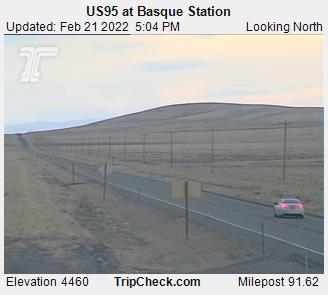 US95 at Basque Station
Updated: Feb 21 2022 5:04 PM Looking North
Elevation 4460 TripCheck.com Milepost 91.62